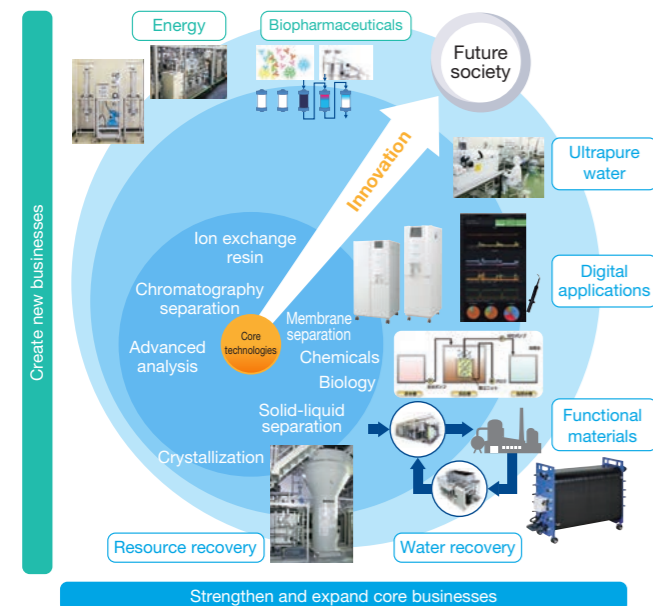 Energy
Biopharmaceuticals
Future
society
Create new businesses
Innovation
Ultrapure
water
Ion exchange
resin
Digital
applications
Chromatography
separation
Membrane
separation
Core
technologies
Advanced
analysis
Chemicals
Biology
Solid-liquid
separation
Functional
materials
Crystallization
Resource recovery
Water recovery
Strengthen and expand core businesses